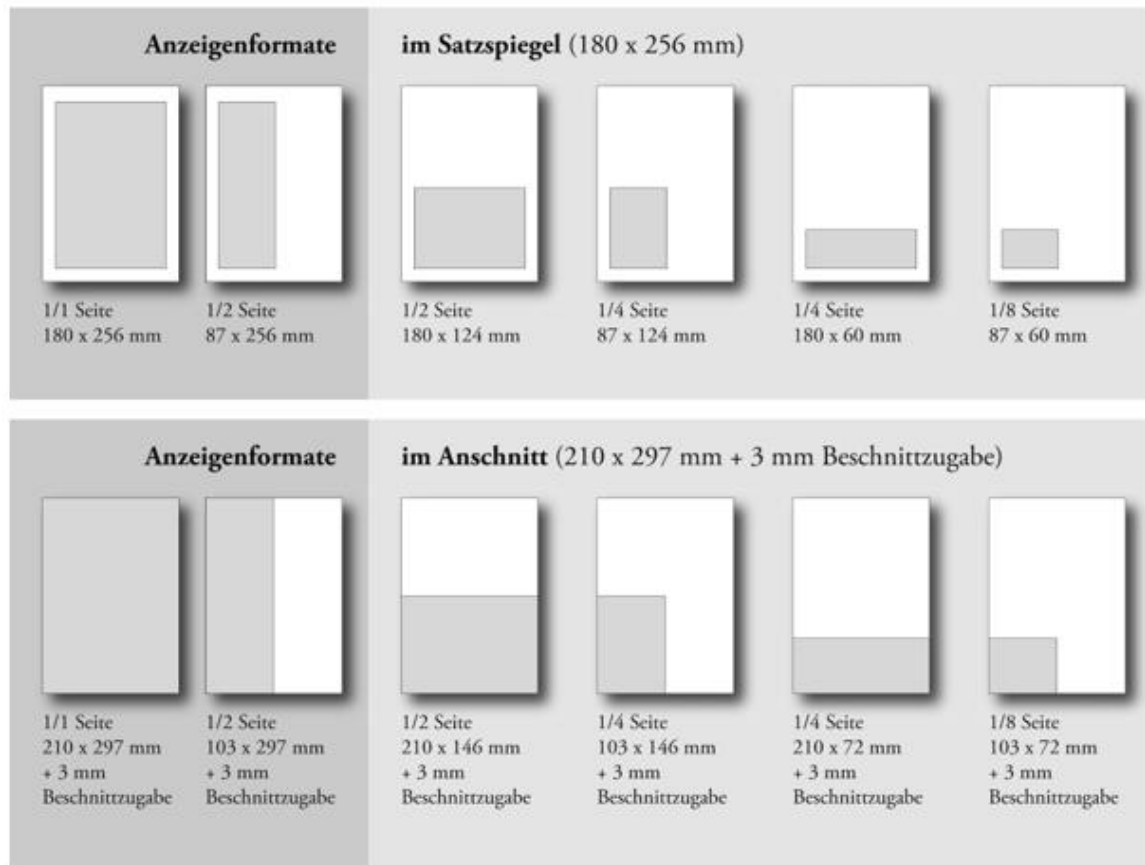 Anzeigenformate
im Satzspiegel (180 x 256 mm)
1/1 Seite
180 x 256 mm
1/2 Seite
87 x 256 mm
1/2 Seite
180 x 124 mm
1/4 Seite
87 x 124 mm
1/4 Seite
180 x 60 mm
1/8 Seite
87 x 60 mm
Anzeigenformate
im Anschnitt (210 x 297 mm + 3 mm Beschnittzugabe)
1/1 Seite
210 x 297 mm
+ 3 mm
Beschnittzugabe
1/2 Seite
103 x 297 mm
+ 3 mm
Beschnittzugabe
1/2 Seite
210 x 146 mm
+ 3 mm
Beschnittzugabe
1/4 Seite
103 x 146 mm
+ 3 mm
Beschnittzugabe
1/4 Seite
210 x 72 mm
+ 3 mm
Beschnittzugabe
1/8 Seite
103 x 72 mm
+ 3 mm
Beschnittzugabe